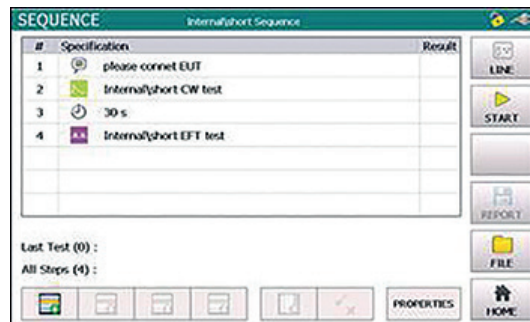 SEQUENCE Internal\short Sequence
# Specification Result
1 please connet EUT
2 Internal\short CW test
3 30 s
4 Internal\short EFT test
Last Test (0) :
All Steps (4) :
PROPERTIES
LINE
START
REPORT
FILE
HOME